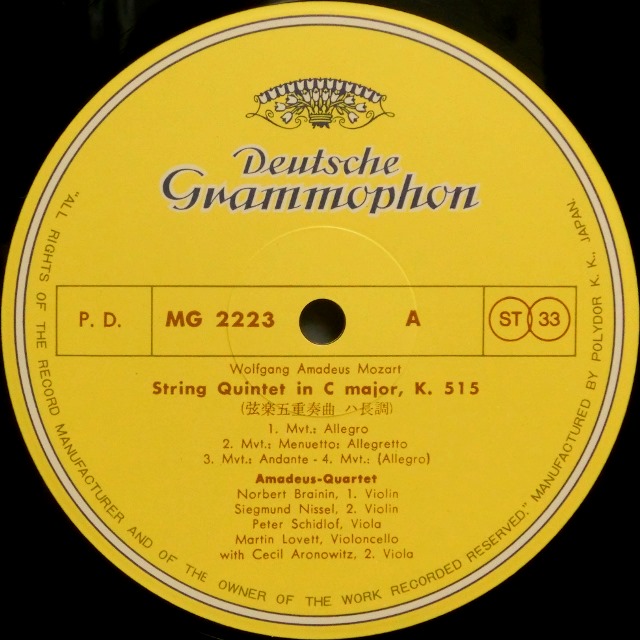 Deutsche
Grammophon
P. D. MG 2223 A ST 33
Wolfgang Amadeus Mozart
String Quintet in C major, K. 515
(弦楽五重奏曲 ハ長調)
1. Mvt.: Allegro
2. Mvt.: Menuetto: Allegretto
3. Mvt.: Andante - 4. Mvt.: (Allegro)
Amadeus-Quartet
Norbert Brainin, 1. Violin
Siegmund Nissel, 2. Violin
Peter Schidlof, Viola
Martin Lovett, Violoncello
with Cecil Aronowitz, 2. Viola
"ALL RIGHTS OF THE RECORD MANUFACTURER AND OF THE OWNER OF THE WORK RECORDED RESERVED." MANUFACTURED BY POLYDOR K. K., JAPAN.